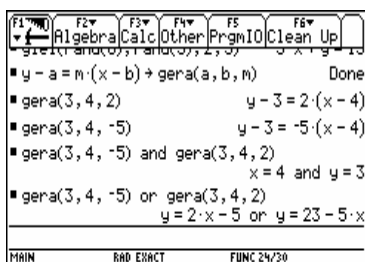 F1 F2▾ F3▾ F4▾ F5 F6▾
Algebra Calc Other PrgmIO Clean Up
▪ y - a = m·(x - b) → gera(a, b, m) Done
▪ gera(3, 4, 2) y - 3 = 2·(x - 4)
▪ gera(3, 4, ⁻5) y - 3 = ⁻5·(x - 4)
▪ gera(3, 4, ⁻5) and gera(3, 4, 2)
x = 4 and y = 3
▪ gera(3, 4, ⁻5) or gera(3, 4, 2)
y = 2·x - 5 or y = 23 - 5·x
MAIN RAD EXACT FUNC 24/30